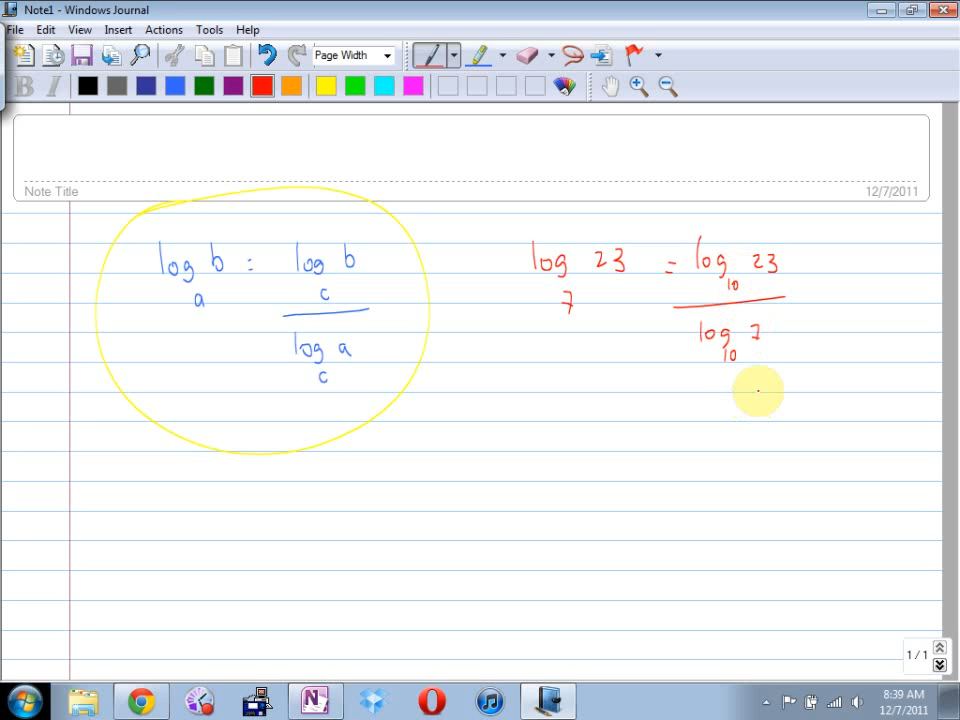 Note1 - Windows Journal
File Edit View Insert Actions Tools Help
Page Width
B I
Note Title 12/7/2011
log b = log b
a c
log a
c
log 23 = log 23
7 10
log 7
10
1 / 1
N
8:39 AM
12/7/2011